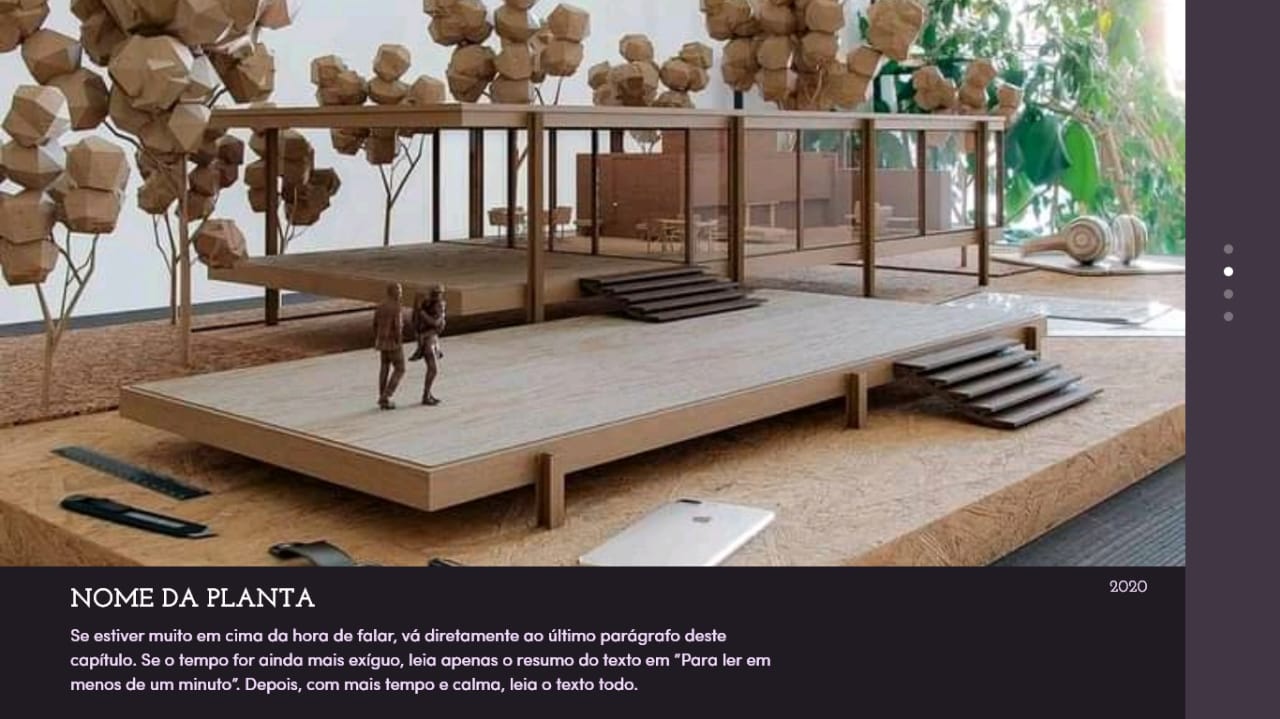 NOME DA PLANTA
2020
Se estiver muito em cima da hora de falar, vá diretamente ao último parágrafo deste
capítulo. Se o tempo for ainda mais exíguo, leia apenas o resumo do texto em "Para ler em
menos de um minuto". Depois, com mais tempo e calma, leia o texto todo.